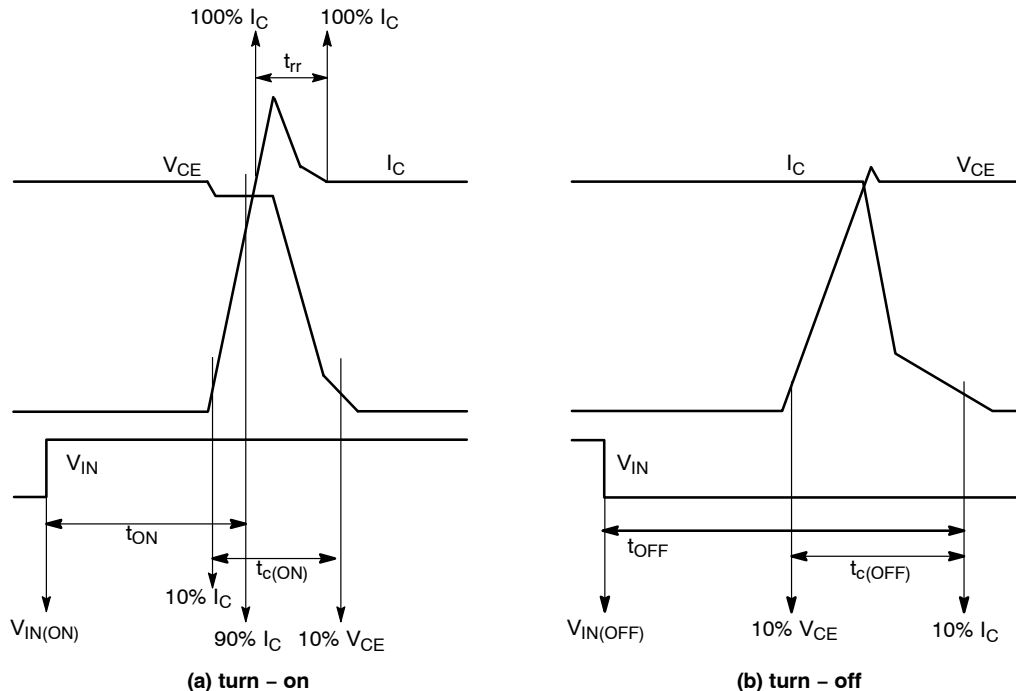 100% I_C 100% I_C
t_rr
V_CE I_C
I_C V_CE
V_IN
V_IN
t_ON
t_OFF
t_c(ON)
t_c(OFF)
10% I_C
V_IN(ON) 90% I_C 10% V_CE
V_IN(OFF) 10% V_CE 10% I_C
(a) turn – on
(b) turn – off